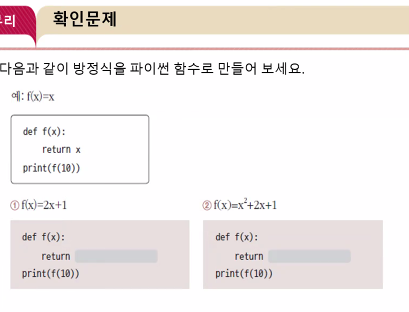 확인문제
다음과 같이 방정식을 파이썬 함수로 만들어 보세요.
예: f(x)=x
def f(x):
    return x
print(f(10))
① f(x)=2x+1
def f(x):
    return
print(f(10))
② f(x)=x²+2x+1
def f(x):
    return
print(f(10))